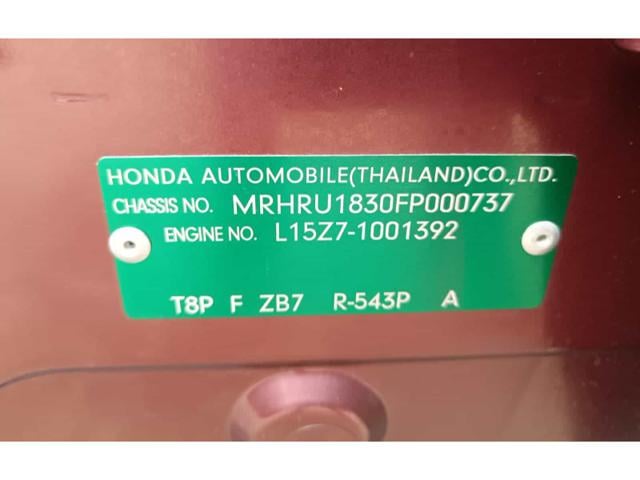 HONDA AUTOMOBILE(THAILAND)CO.,LTD.
CHASSIS NO. MRHRU1830FP000737
ENGINE NO. L15Z7-1001392
T8P F ZB7 R-543P A